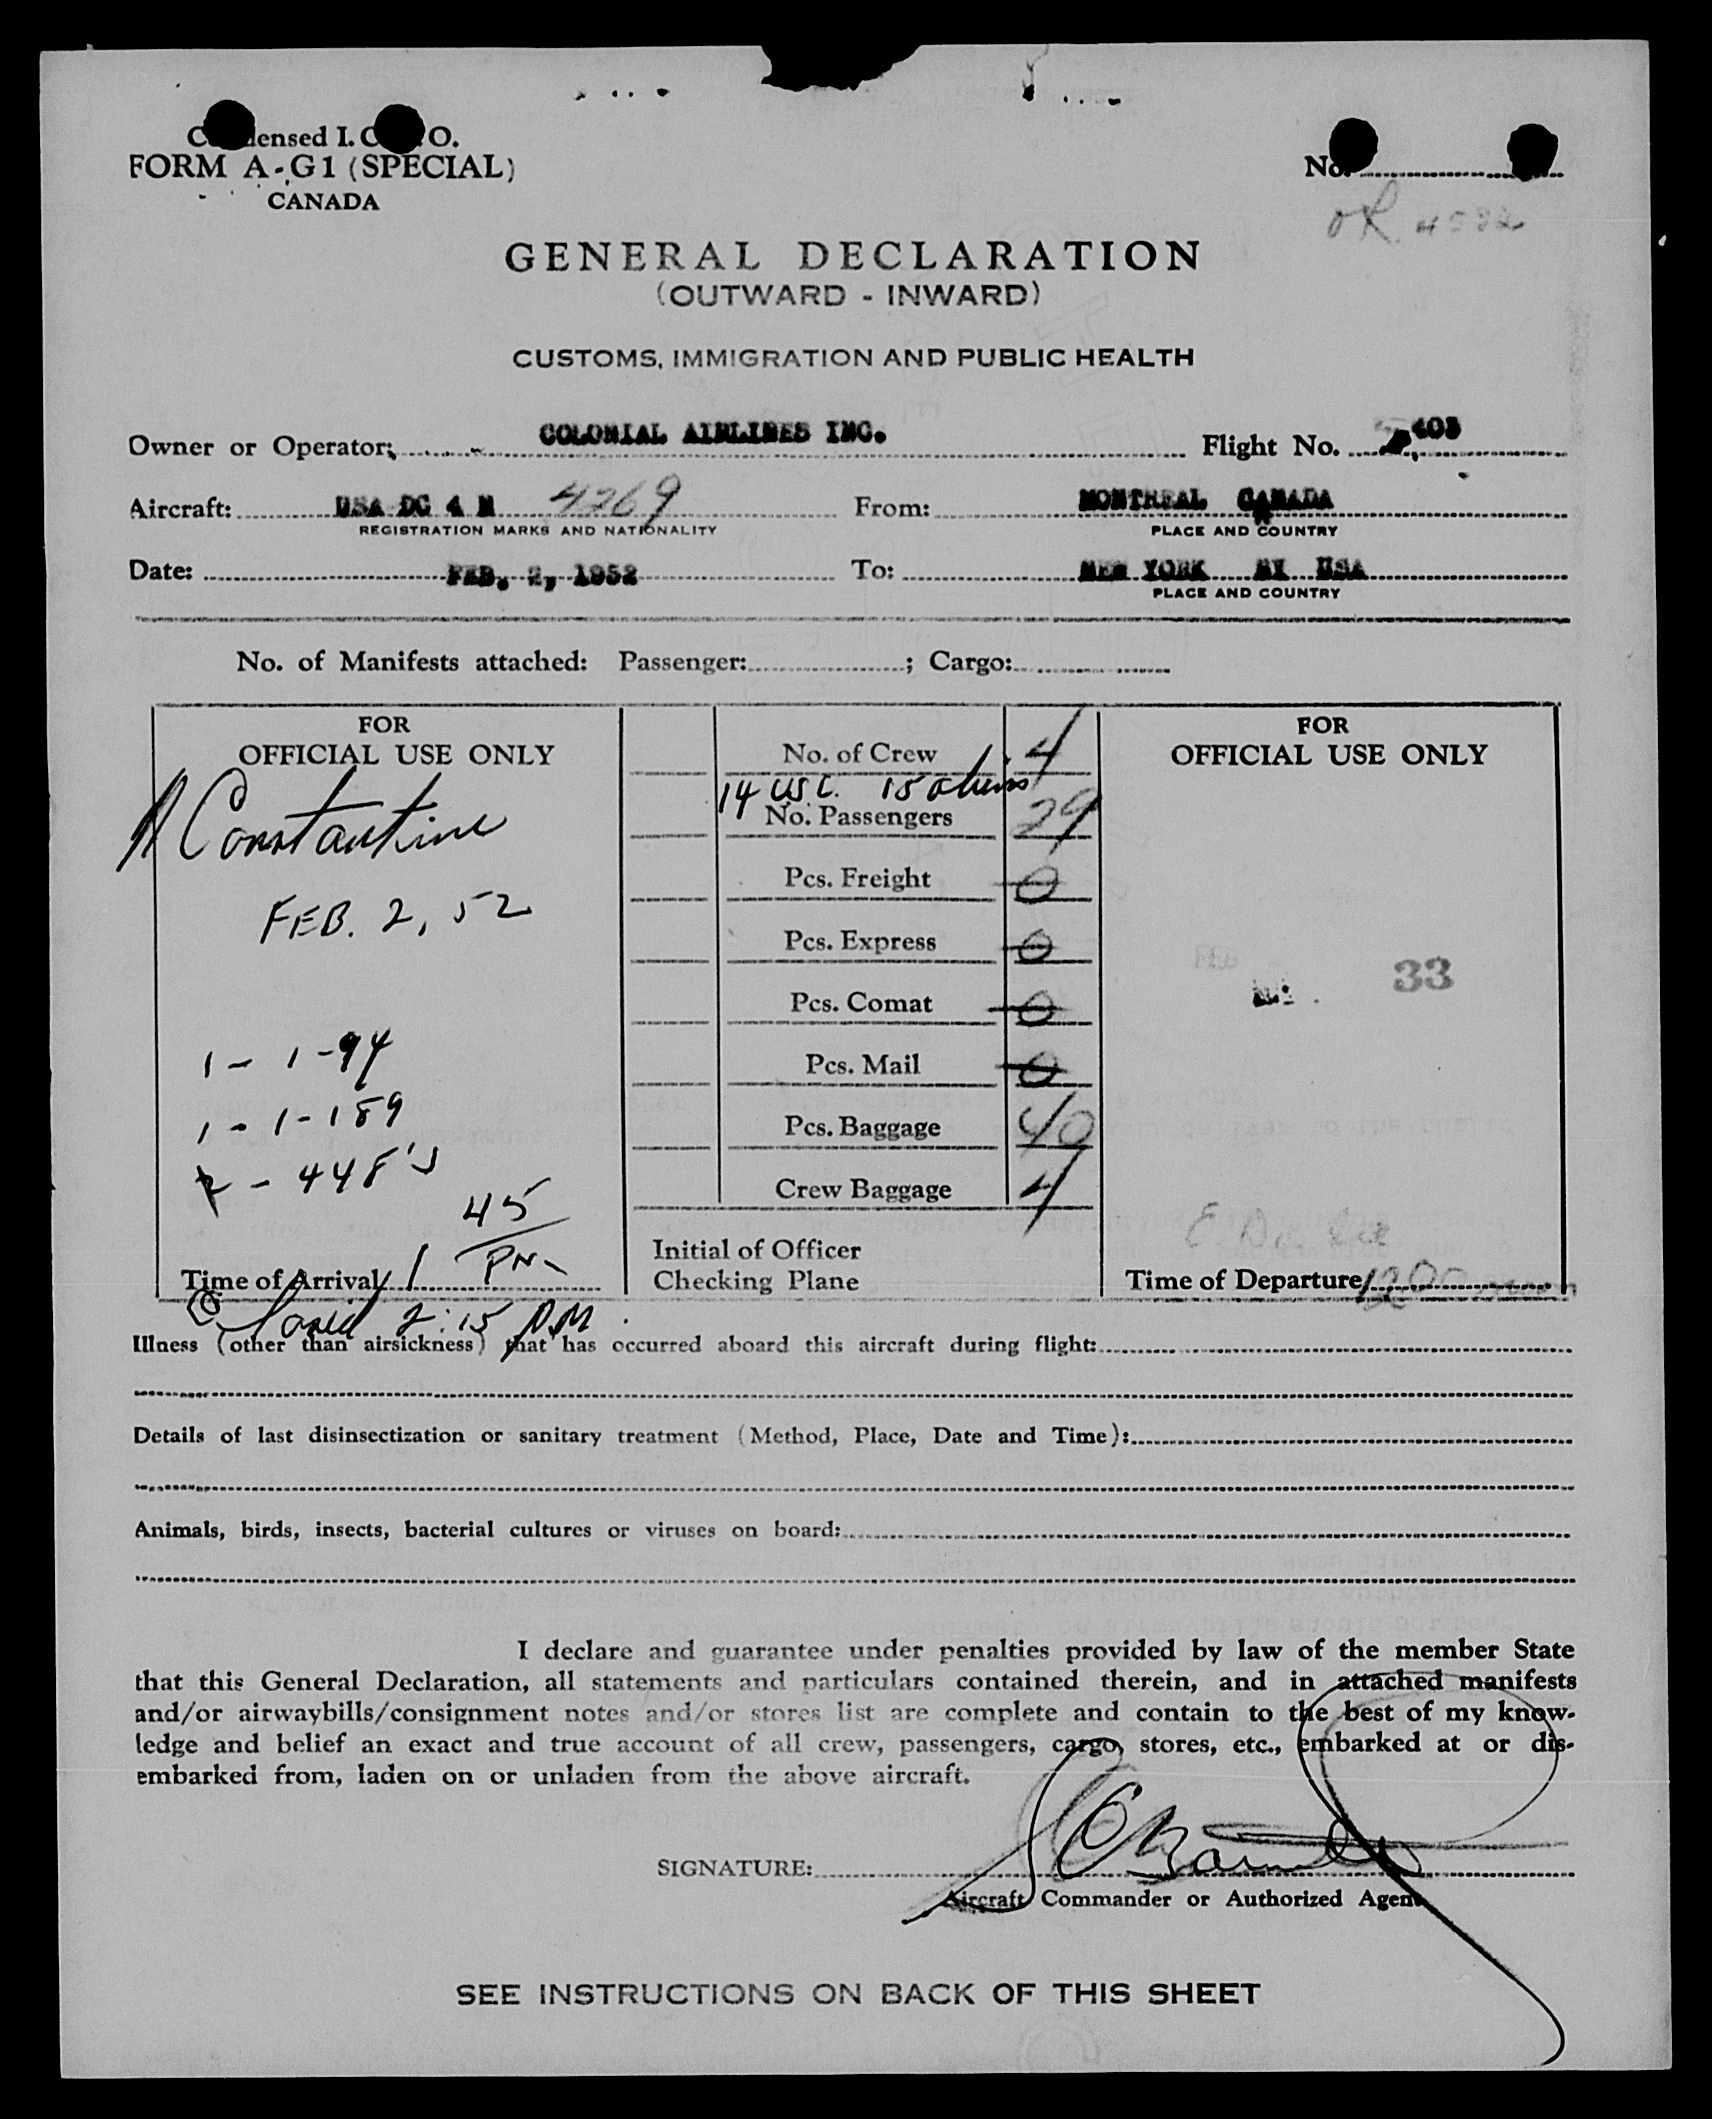 Condensed I. C. O.
FORM A-G1 (SPECIAL)
CANADA
No.
OK 4532
GENERAL DECLARATION
(OUTWARD - INWARD)
CUSTOMS, IMMIGRATION AND PUBLIC HEALTH
Owner or Operator: COLONIAL AIRLINES INC. Flight No. 403
Aircraft: USA DC 4 N 4269 From: MONTREAL CANADA
REGISTRATION MARKS AND NATIONALITY PLACE AND COUNTRY
Date: FEB. 2, 1952 To: NEW YORK NY USA
PLACE AND COUNTRY
No. of Manifests attached: Passenger: ; Cargo:
FOR
OFFICIAL USE ONLY
Constantine
FEB. 2, 52
1 - 1-94
1 - 1-189
2 - 448's
Time of Arrival 1 45 PM
2:15 PM
No. of Crew 4
14 USC. 15 others
No. Passengers 29
Pcs. Freight 0
Pcs. Express 0
Pcs. Comat 0
Pcs. Mail 0
Pcs. Baggage 40
Crew Baggage 4
Initial of Officer
Checking Plane
FOR
OFFICIAL USE ONLY
33
Time of Departure 1200 noon
Illness (other than airsickness) that has occurred aboard this aircraft during flight:
Details of last disinsectization or sanitary treatment (Method, Place, Date and Time):
Animals, birds, insects, bacterial cultures or viruses on board:
I declare and guarantee under penalties provided by law of the member State
that this General Declaration, all statements and particulars contained therein, and in attached manifests
and/or airwaybills/consignment notes and/or stores list are complete and contain to the best of my know-
ledge and belief an exact and true account of all crew, passengers, cargo, stores, etc., embarked at or dis-
embarked from, laden on or unladen from the above aircraft.
SIGNATURE:
Aircraft Commander or Authorized Agent
SEE INSTRUCTIONS ON BACK OF THIS SHEET